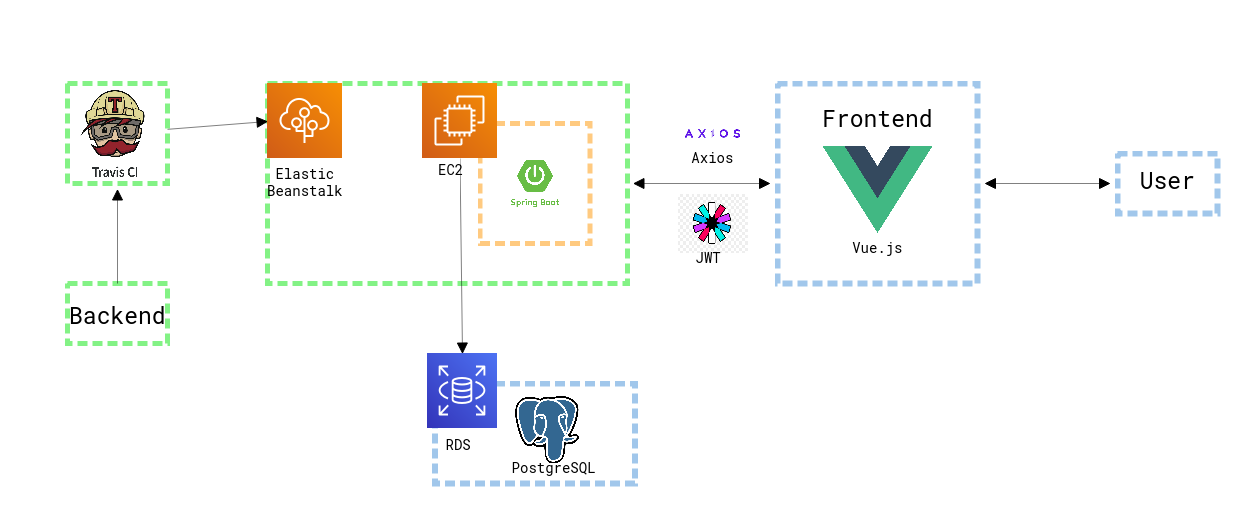 T
Travis CI
Backend
Elastic
Beanstalk
EC2
Spring Boot
RDS
PostgreSQL
AXIOS
Axios
JWT
Frontend
Vue.js
User